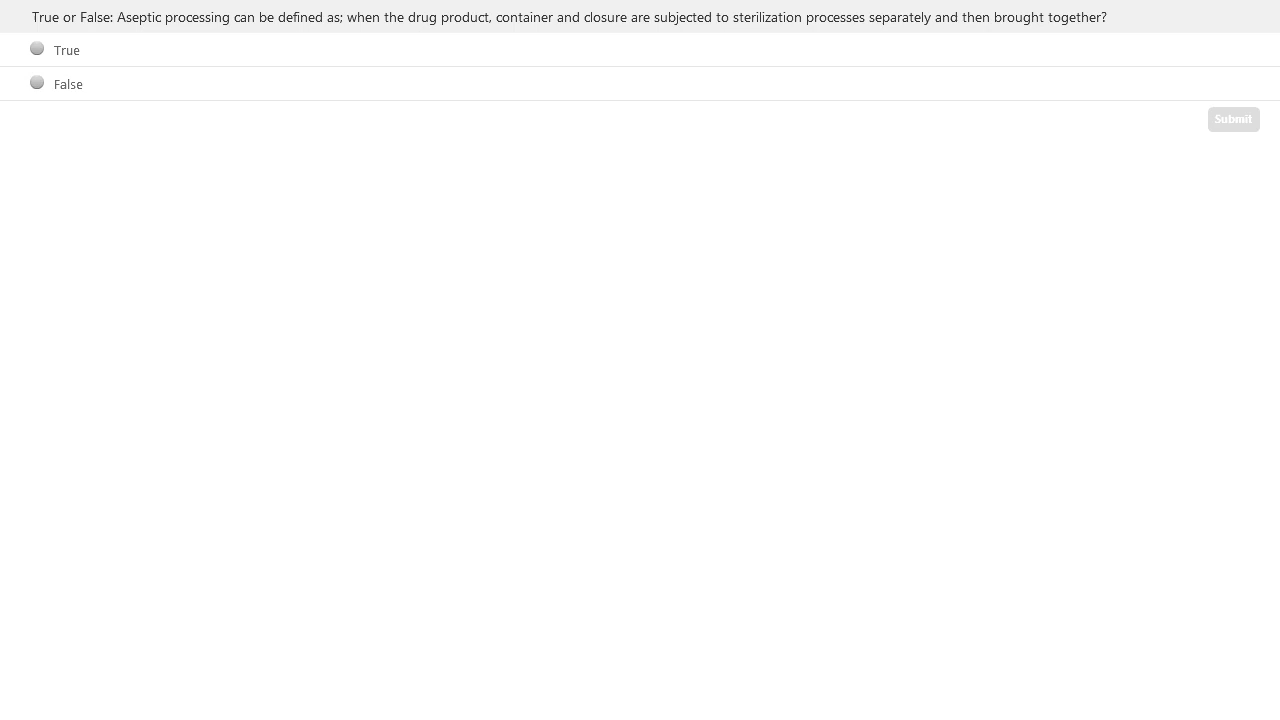 True or False: Aseptic processing can be defined as; when the drug product, container and closure are subjected to sterilization processes separately and then brought together?
True
False
Submit